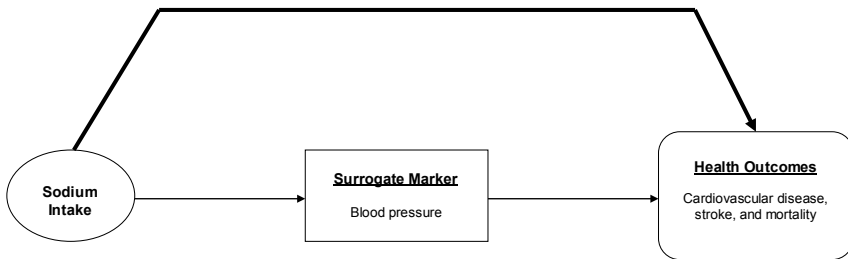 Sodium
Intake
Surrogate Marker
Blood pressure
Health Outcomes
Cardiovascular disease,
stroke, and mortality